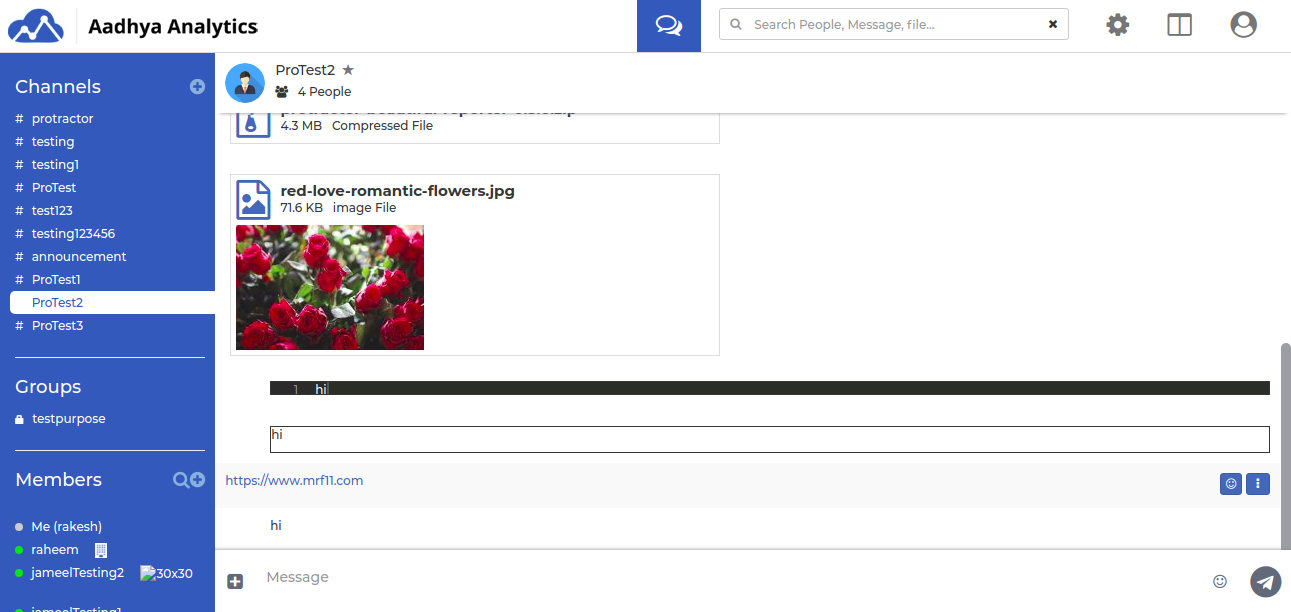 Aadhya Analytics
Search People, Message, file...
Channels
# protractor
# testing
# testing1
# ProTest
# test123
# testing123456
# announcement
# ProTest1
ProTest2
# ProTest3
Groups
testpurpose
Members
Me (rakesh)
raheem
jameelTesting2 30x30
jameelTesting1
ProTest2
4 People
4.3 MB Compressed File
red-love-romantic-flowers.jpg
71.6 KB image File
1 hi
hi
https://www.mrf11.com
hi
Message